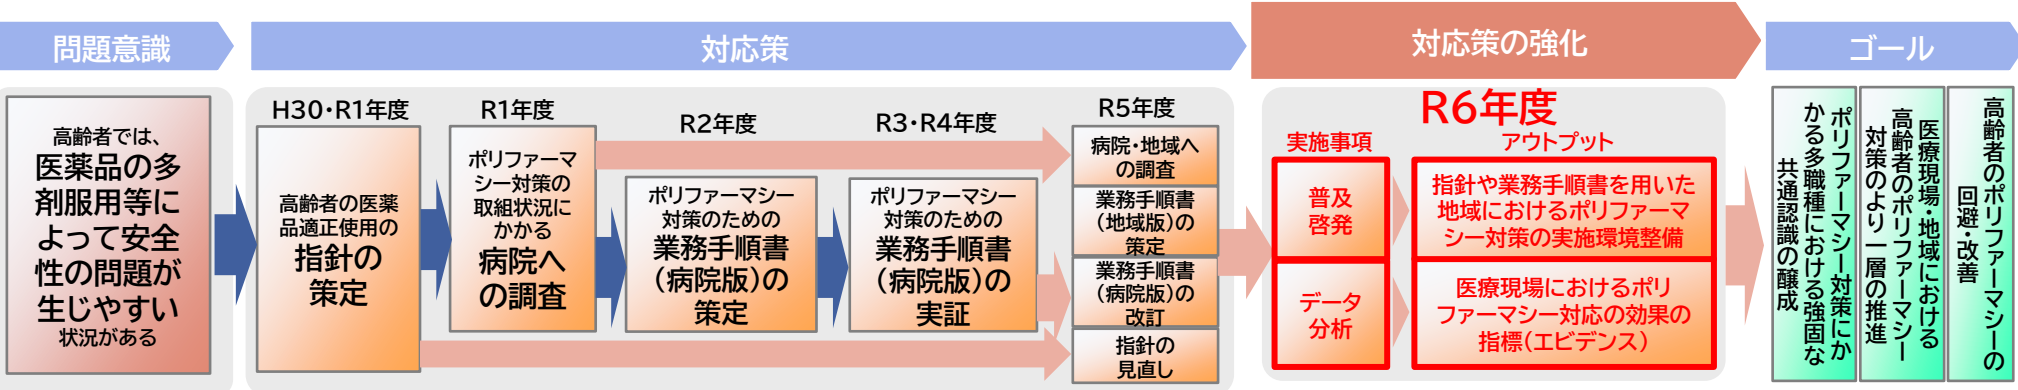 問題意識
対応策
対応策の強化
ゴール
高齢者では、
医薬品の多
剤服用等に
よって安全
性の問題が
生じやすい
状況がある
H30・R1年度
高齢者の医薬
品適正使用の
指針の
策定
R1年度
ポリファーマ
シー対策の
取組状況に
かかる
病院へ
の調査
R2年度
ポリファーマシー
対策のための
業務手順書
(病院版)の
策定
R3・R4年度
ポリファーマシー
対策のための
業務手順書
(病院版)の
実証
R5年度
病院・地域へ
の調査
業務手順書
(地域版)の
策定
業務手順書
(病院版)の
改訂
指針の
見直し
R6年度
実施事項
アウトプット
普及
啓発
指針や業務手順書を用いた
地域におけるポリファーマ
シー対策の実施環境整備
データ
分析
医療現場におけるポリ
ファーマシー対応の効果の
指標(エビデンス)
ポリファーマシー対策にか
かる多職種における強固な
共通認識の醸成
医療現場・地域における
高齢者のポリファーマシー
対策のより一層の推進
高齢者のポリファーマシーの
回避・改善